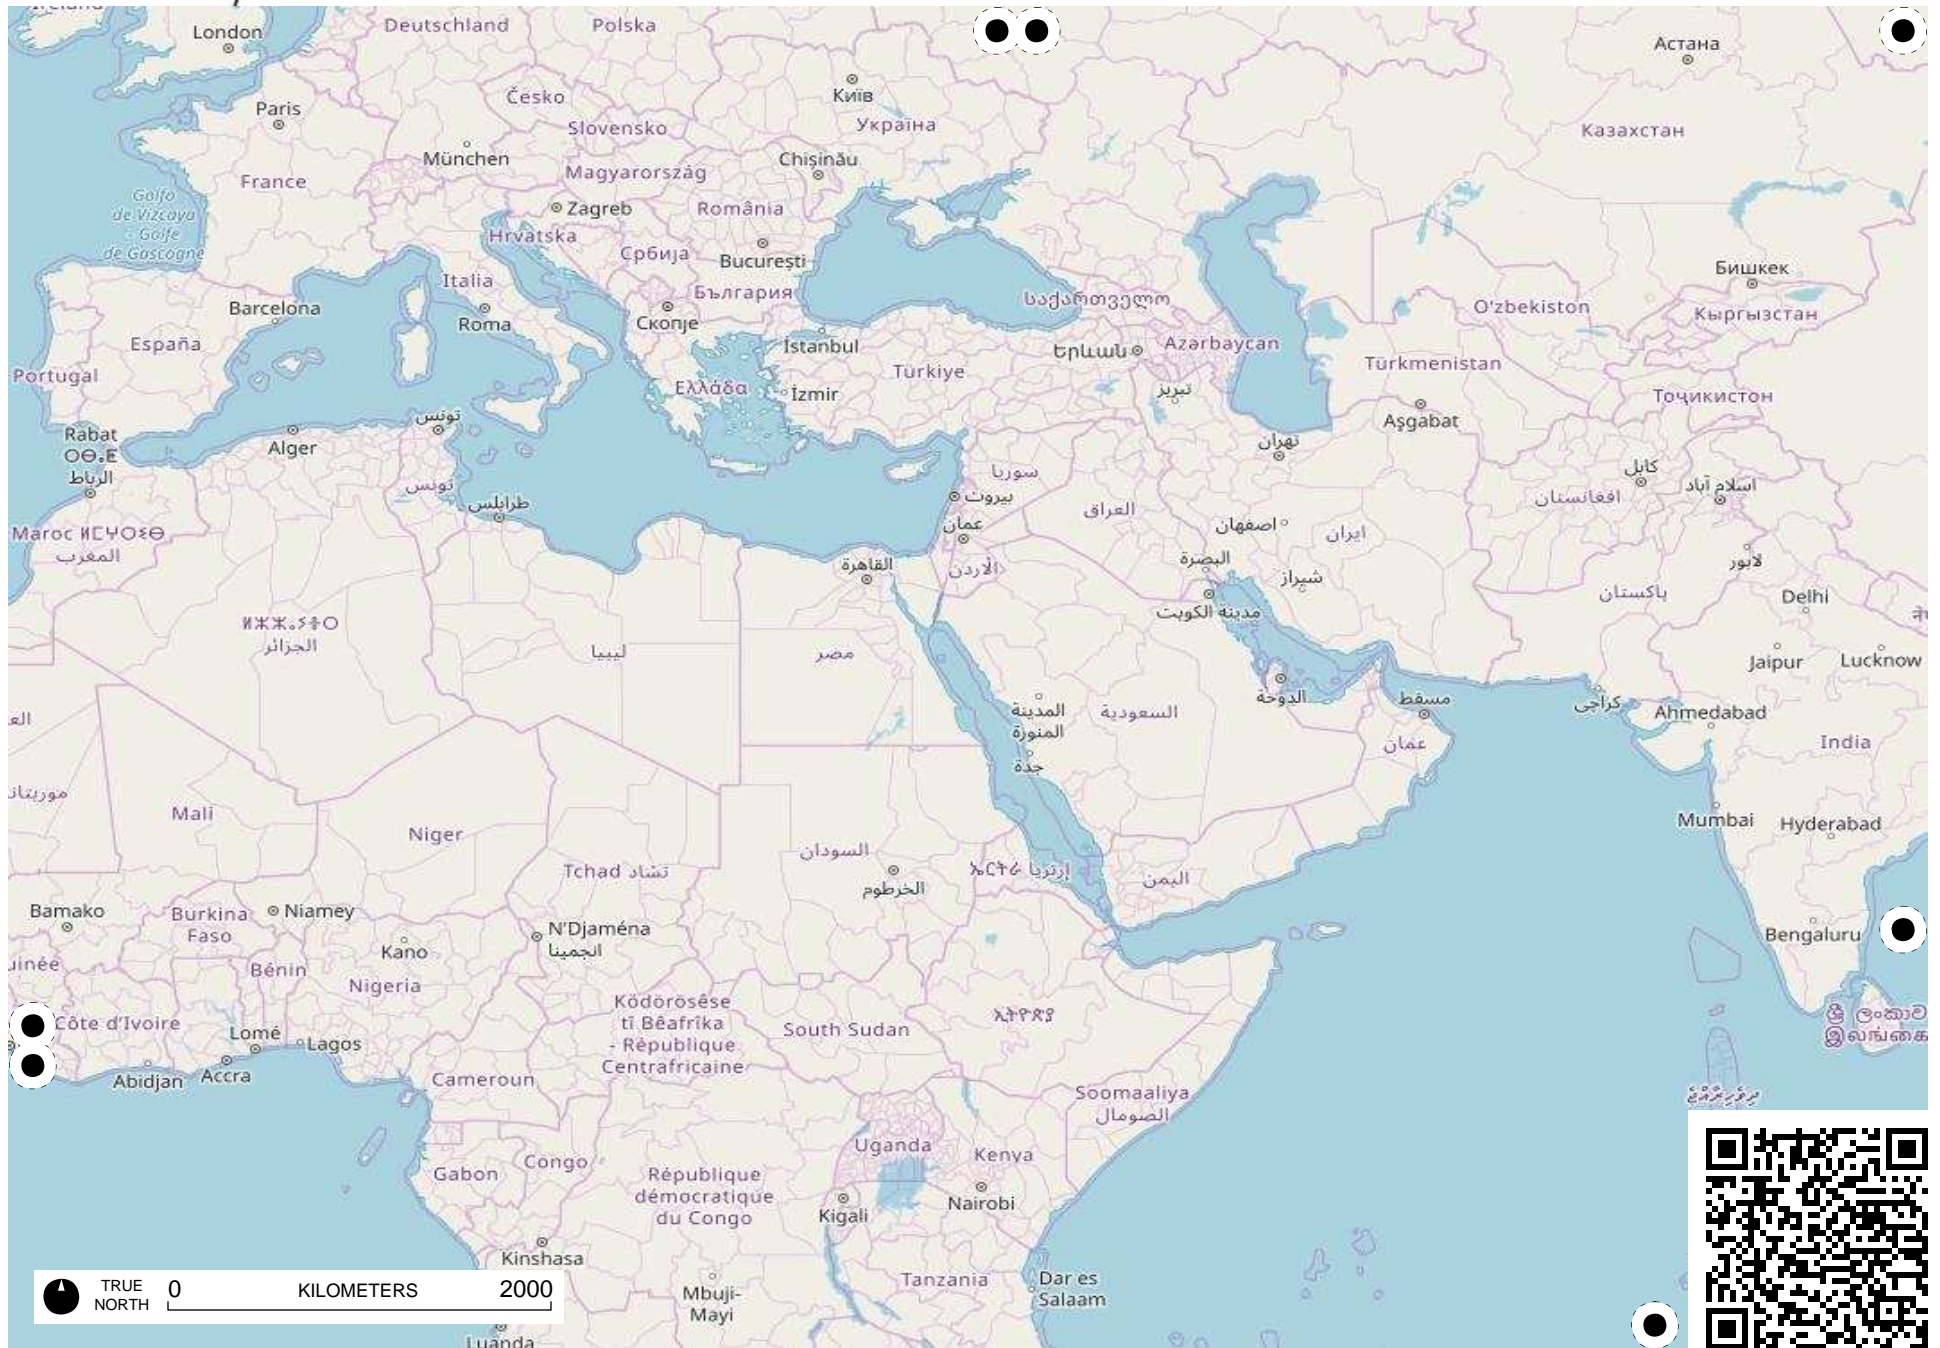 London
Deutschland
Polska
Астана
Paris
Česko
Київ
Україна
Slovensko
Казахстан
München
Chișinău
France
Magyarország
Golfo
de Vizcaya
- Golfe
de Gascogne
Zagreb
România
Hrvatska
Србија
București
Бишкек
Italia
България
Barcelona
Roma
Скопје
საქართველო
O'zbekiston
Кыргызстан
España
İstanbul
Երևան
Azərbaycan
Portugal
Türkiye
Türkmenistan
Ελλάδα
İzmir
تبریز
Тоҷикистон
تونس
Aşgabat
Rabat
ⵔⴱⴰⵟ
الرباط
Alger
تهران
سوريا
کابل
اسلام آباد
تونس
طرابلس
بيروت
العراق
افغانستان
Maroc ⵍⵎⵖⵔⵉⴱ
المغرب
عمان
اصفهان
ایران
القاهرة
الأردن
البصرة
شیراز
لاہور
مدينة الكويت
پاکستان
Delhi
ⵍⵣⵣⴰⵢⴻⵔ
الجزائر
ليبيا
مصر
Jaipur
Lucknow
المدينة
المنورة
السعودية
الدوحة
مسقط
کراچی
Ahmedabad
عمان
India
جدة
Mali
Niger
Mumbai
Hyderabad
السودان
Tchad تشاد
الخرطوم
ኤርትራ إرتريا
اليمن
Bamako
Burkina
Faso
Niamey
N'Djaména
انجمينا
Kano
Bengaluru
Bénin
Nigeria
Ködörösêse
tî Bêafrîka
- République
Centrafricaine
ኢትዮጵያ
South Sudan
Côte d'Ivoire
Lomé
Lagos
ශ්‍රී ලංකාව
இலங்கை
Abidjan
Accra
Cameroun
Soomaaliya
الصومال
ދިވެހިރާއްޖެ
Uganda
Kenya
Gabon
Congo
République
démocratique
du Congo
Kigali
Nairobi
Kinshasa
Tanzania
Mbuji-
Mayi
Dar es
Salaam
TRUE
NORTH
0 KILOMETERS 2000
Luanda